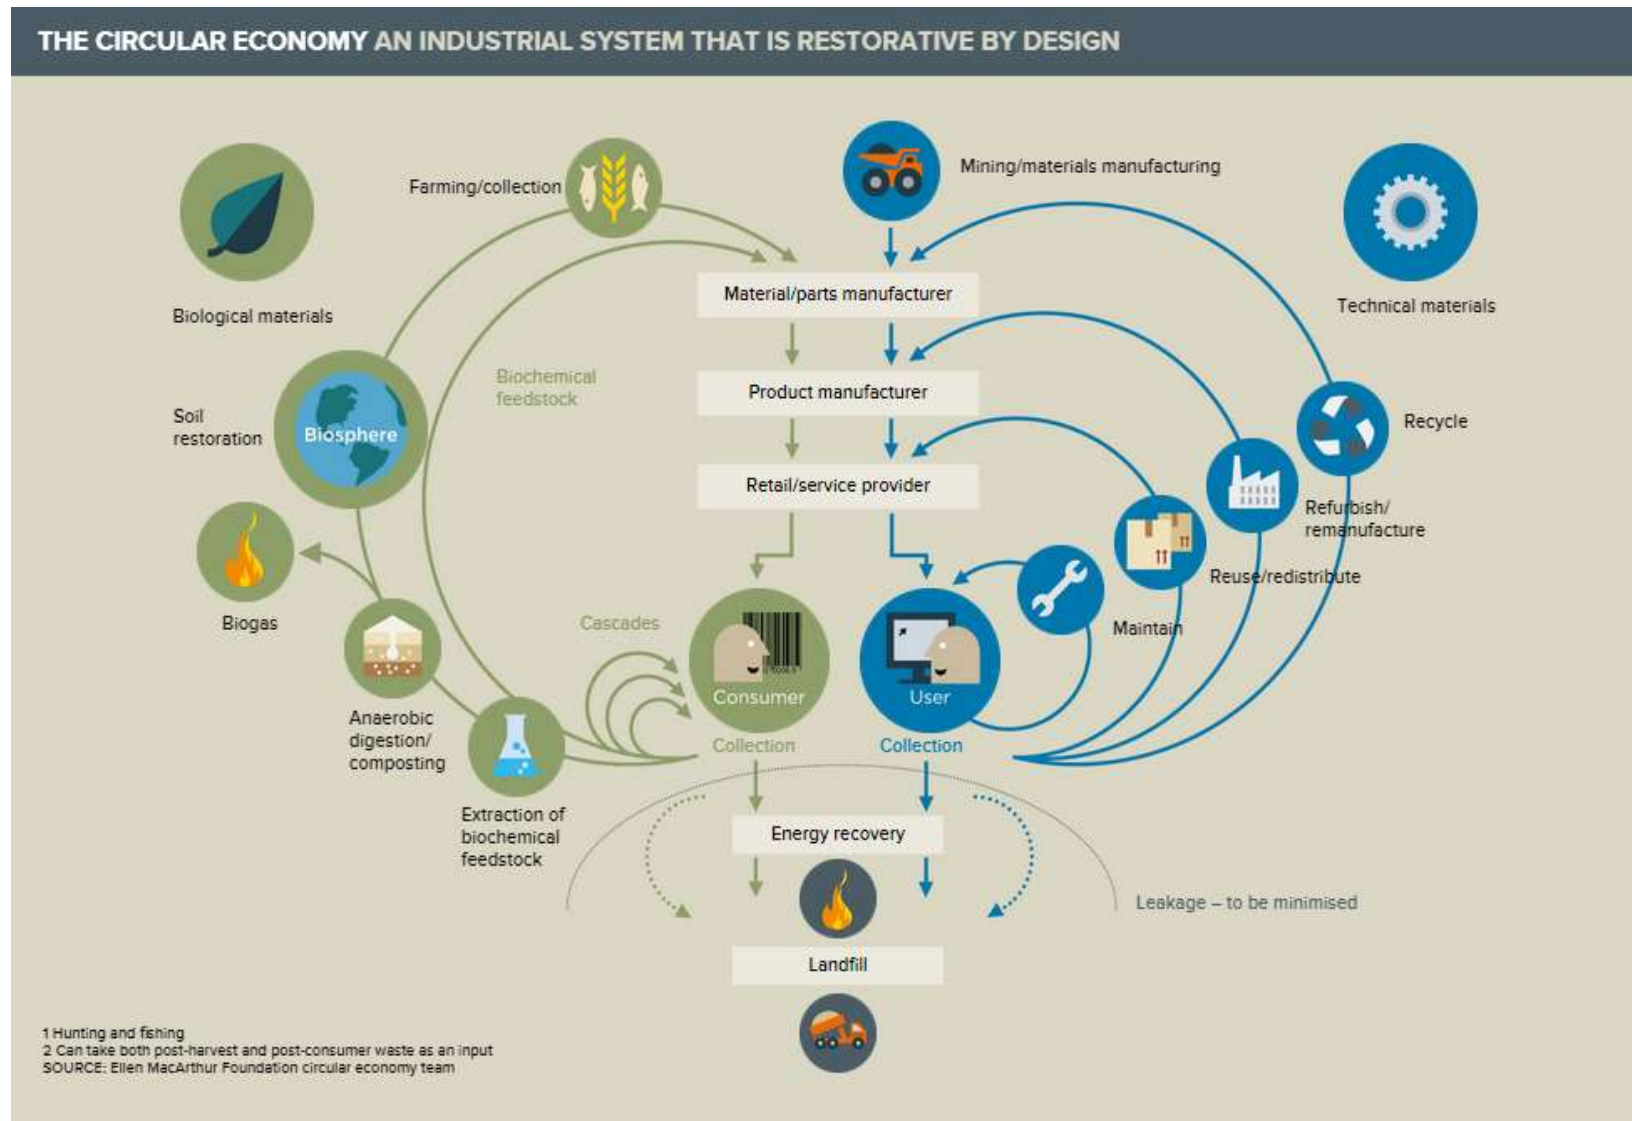 THE CIRCULAR ECONOMY AN INDUSTRIAL SYSTEM THAT IS RESTORATIVE BY DESIGN
Farming/collection
Mining/materials manufacturing
Biological materials
Technical materials
Material/parts manufacturer
Biochemical
feedstock
Product manufacturer
Soil
restoration
Biosphere
Recycle
Retail/service provider
Refurbish/
remanufacture
Reuse/redistribute
Biogas
Cascades
Maintain
Consumer
User
Collection
Collection
Anaerobic
digestion/
composting
Extraction of
biochemical
feedstock
Energy recovery
Leakage – to be minimised
Landfill
1 Hunting and fishing
2 Can take both post-harvest and post-consumer waste as an input
SOURCE: Ellen MacArthur Foundation circular economy team